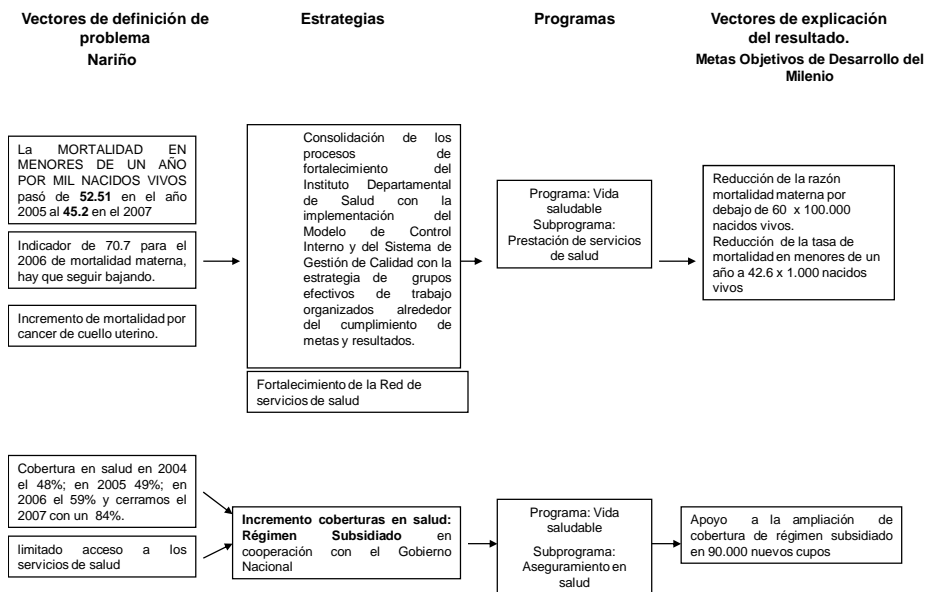 Vectores de definición de
problema
Nariño
Estrategias
Programas
Vectores de explicación
del resultado.
Metas Objetivos de Desarrollo del
Milenio
La MORTALIDAD EN
MENORES DE UN AÑO
POR MIL NACIDOS VIVOS
pasó de 52.51 en el año
2005 al 45.2 en el 2007
Indicador de 70.7 para el
2006 de mortalidad materna,
hay que seguir bajando.
Incremento de mortalidad por
cancer de cuello uterino.
Consolidación de los
procesos de
fortalecimiento del
Instituto Departamental
de Salud con la
implementación del
Modelo de Control
Interno y del Sistema de
Gestión de Calidad con la
estrategia de grupos
efectivos de trabajo
organizados alrededor
del cumplimiento de
metas y resultados.
Fortalecimiento de la Red de
servicios de salud
Programa: Vida
saludable
Subprograma:
Prestación de servicios
de salud
Reducción de la razón
mortalidad materna por
debajo de 60 x 100.000
nacidos vivos.
Reducción de la tasa de
mortalidad en menores de un
año a 42.6 x 1.000 nacidos
vivos
Cobertura en salud en 2004
el 48%; en 2005 49%; en
2006 el 59% y cerramos el
2007 con un 84%.
limitado acceso a los
servicios de salud
Incremento coberturas en salud:
Régimen Subsidiado en
cooperación con el Gobierno
Nacional
Programa: Vida
saludable
Subprograma:
Aseguramiento en
salud
Apoyo a la ampliación de
cobertura de régimen subsidiado
en 90.000 nuevos cupos